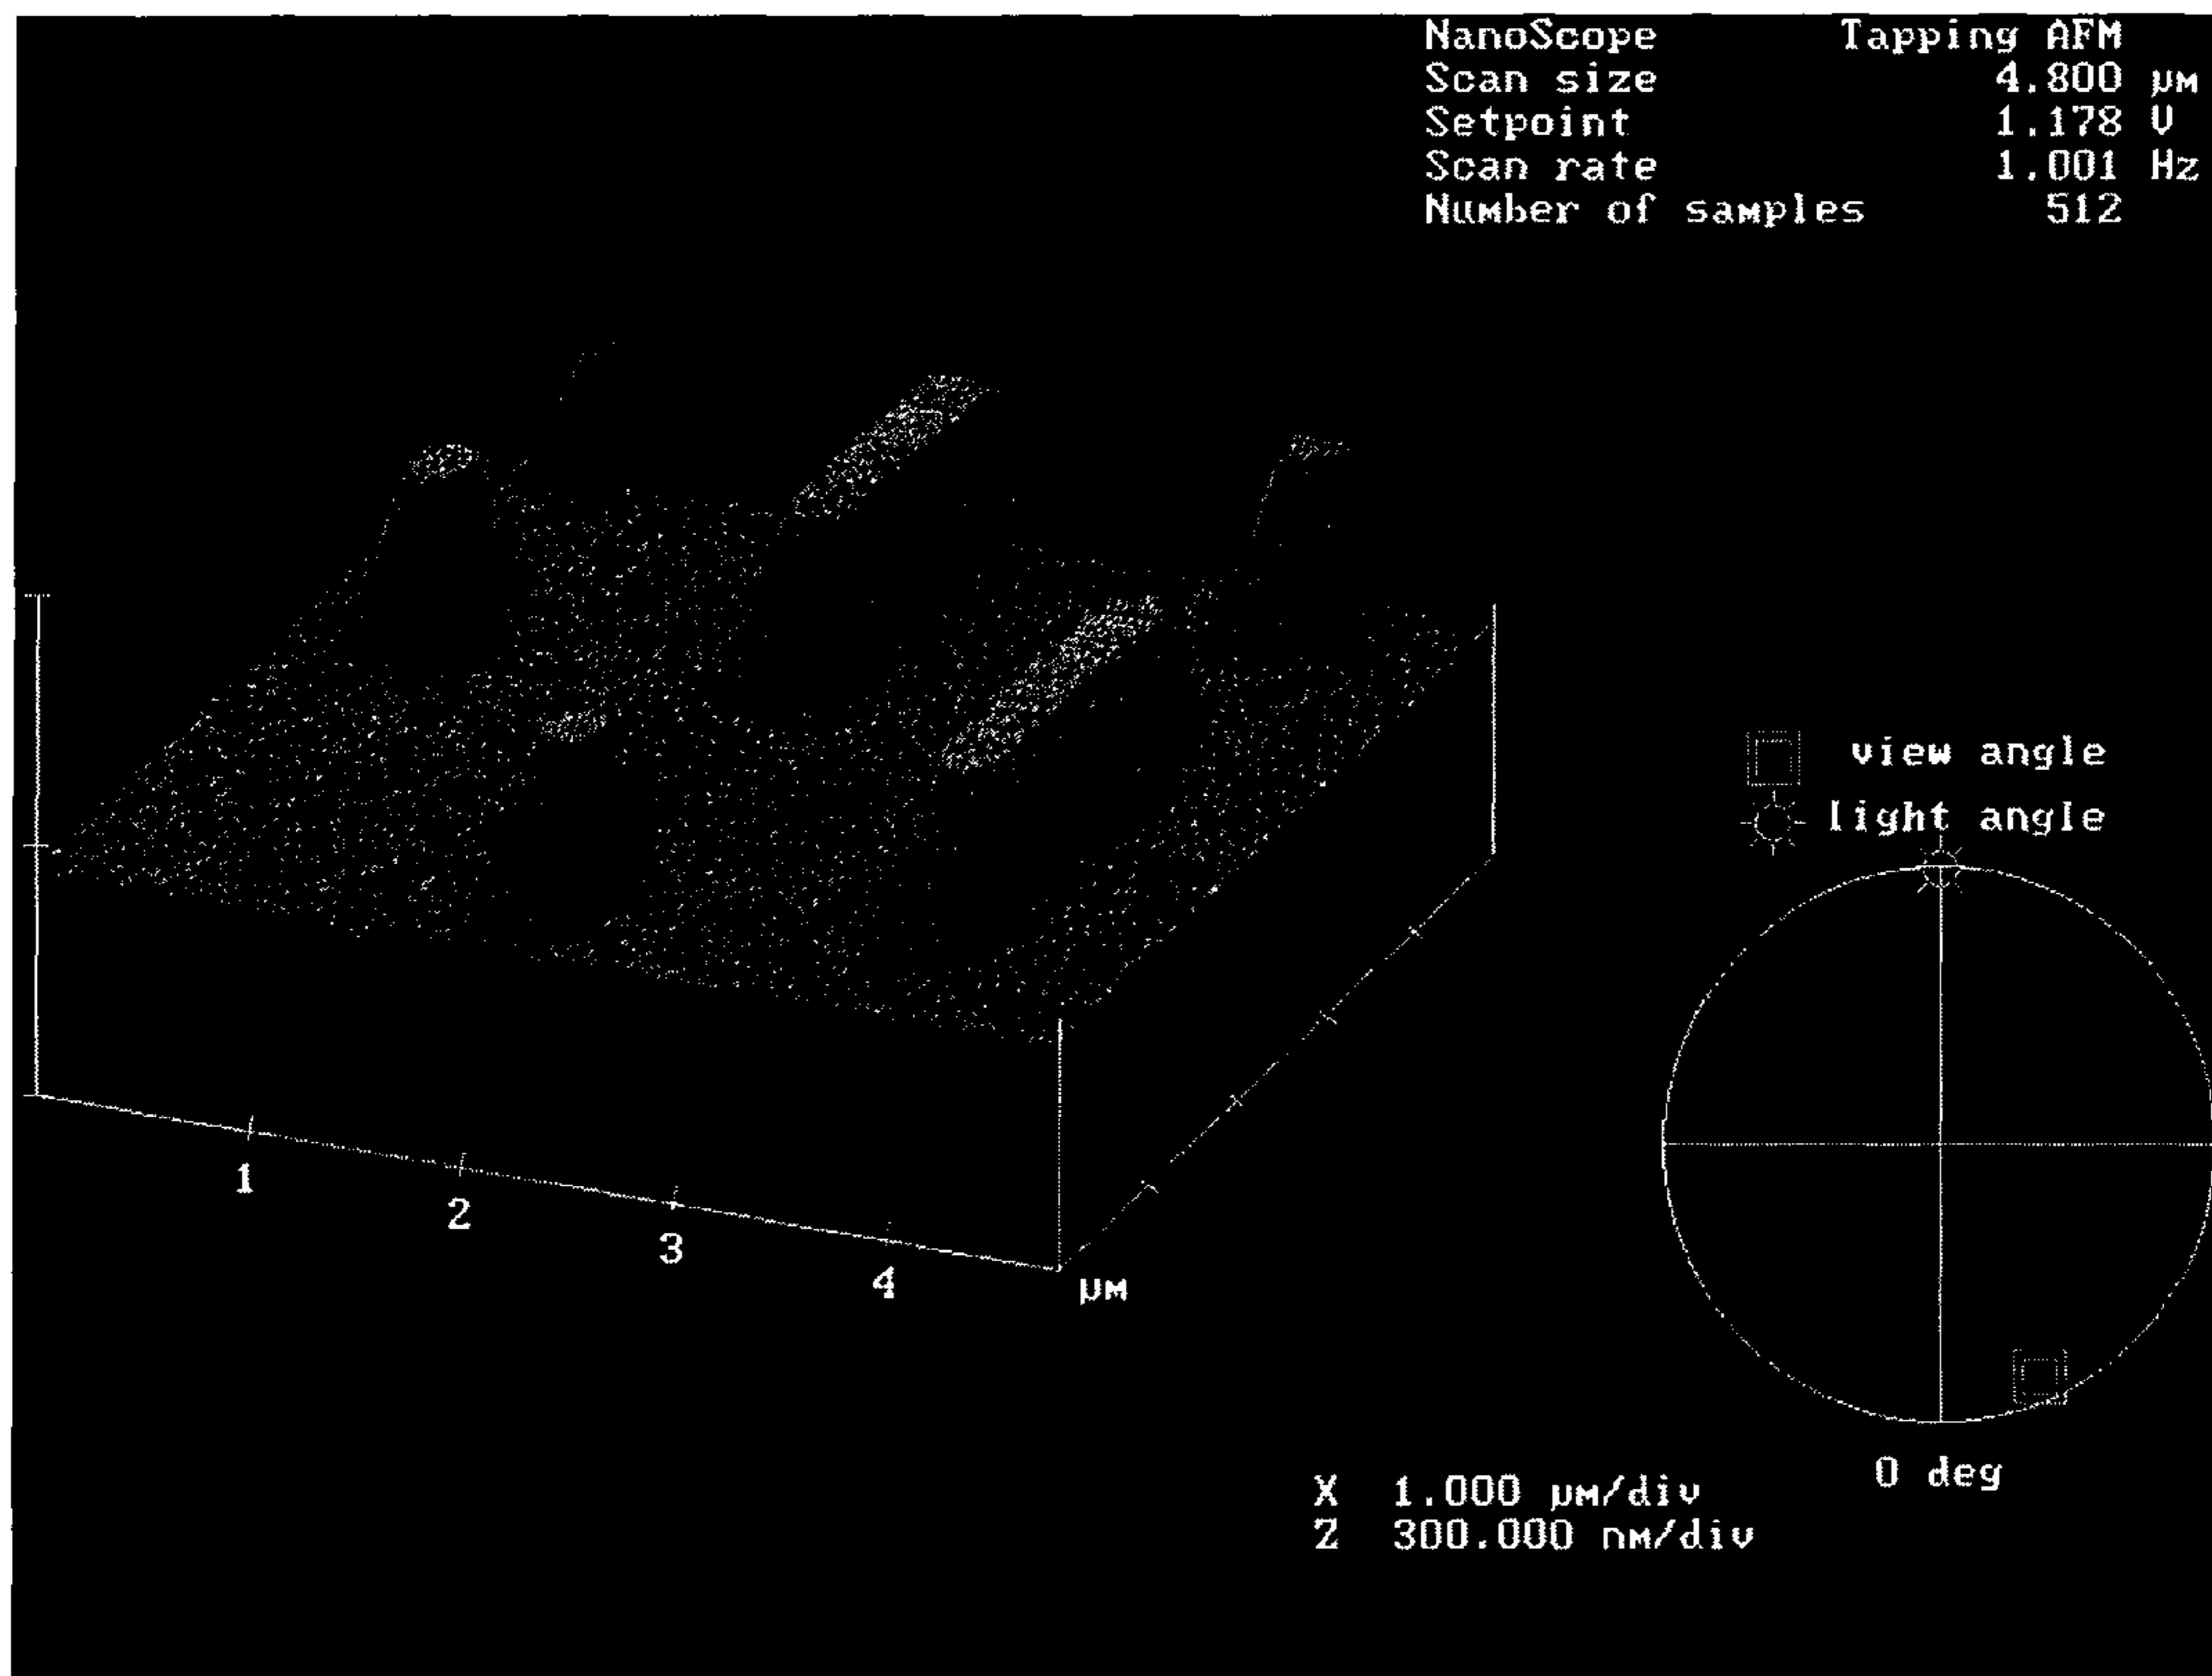 NanoScope Tapping AFM
Scan size 4.800 µm
Setpoint 1.178 V
Scan rate 1.001 Hz
Number of samples 512
view angle
light angle
1
2
3
4
µm
0 deg
X 1.000 µm/div
Z 300.000 nm/div